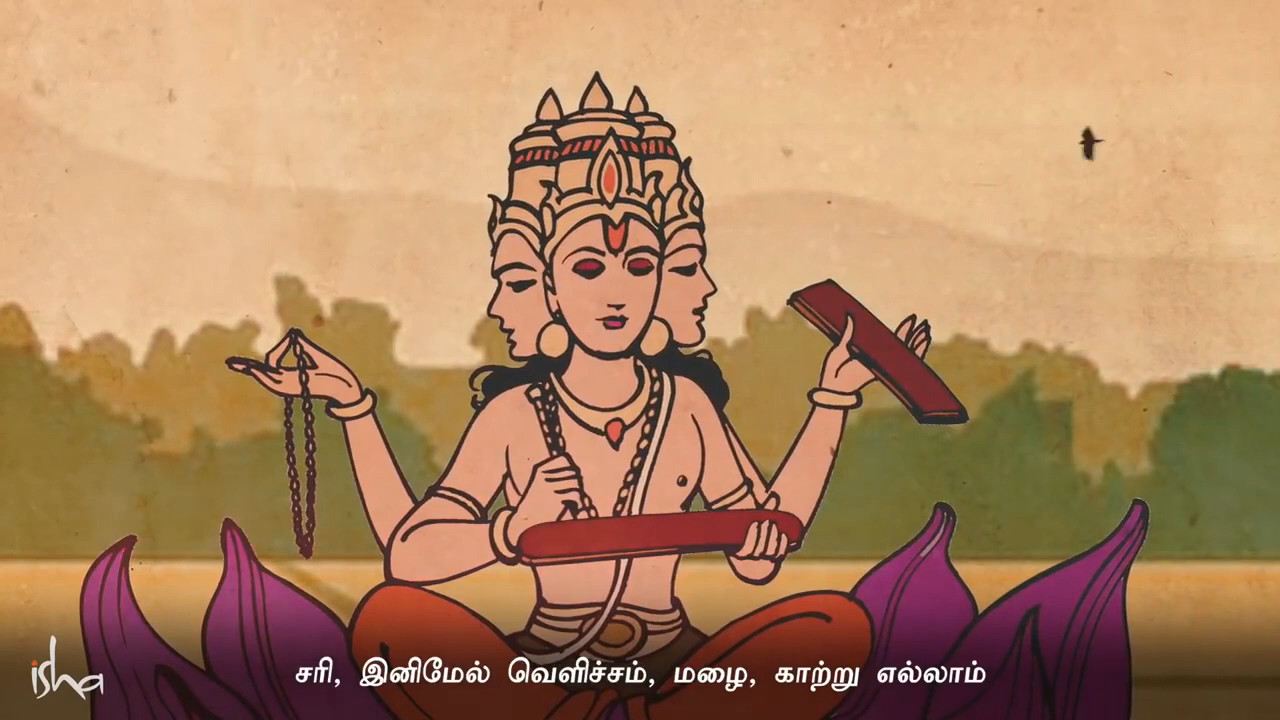 சரி, இனிமேல் வெளிச்சம், மழை, காற்று எல்லாம்
isha